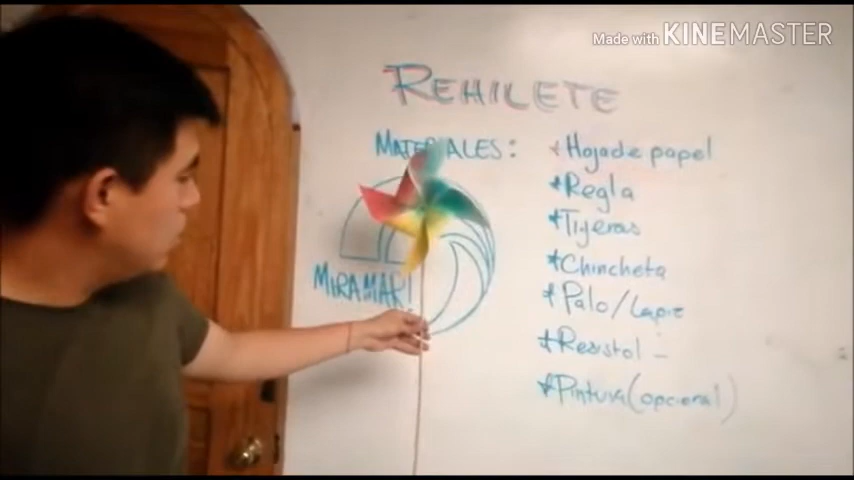 Made with KINEMASTER
REHILETE
MATERIALES:
* Hoja de papel
* Regla
* Tijeras
* Chincheta
* Palo/Lapiz
* Resistol
* Pintura (opcional)
MIRAMAR!